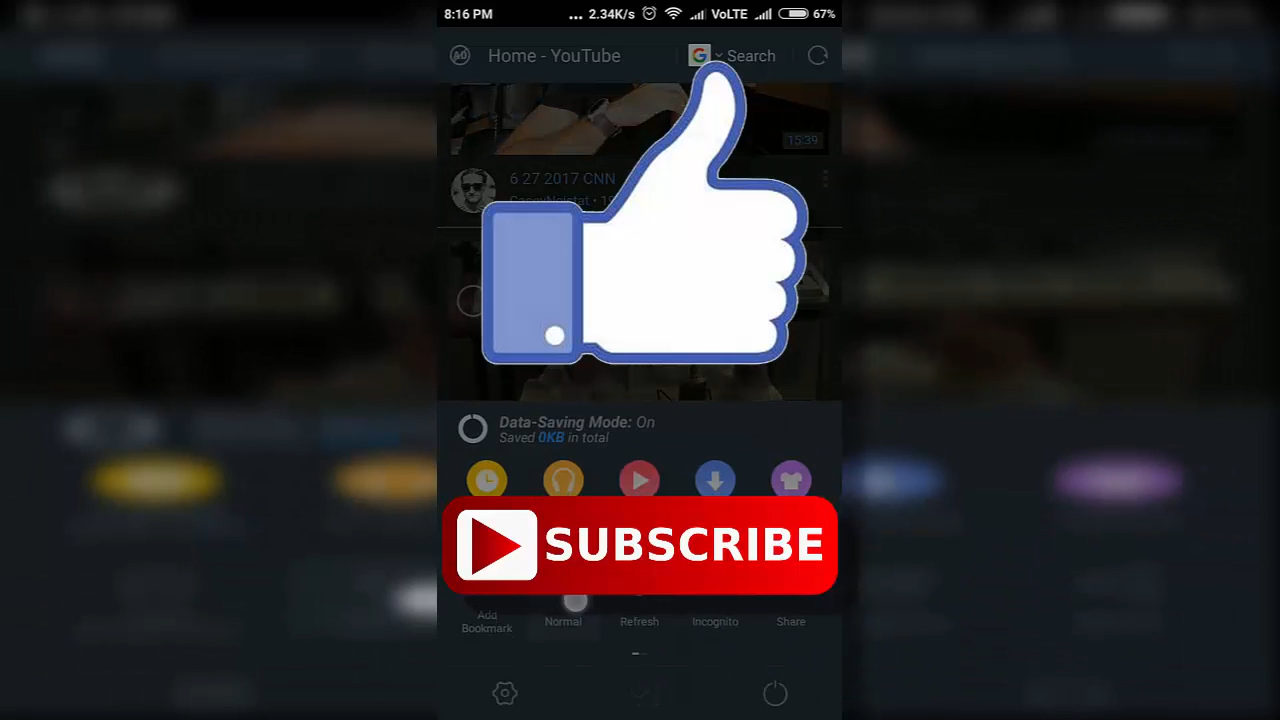 8:16 PM ... 2.34K/s VoLTE 67%
Home - YouTube G Search
15:39
6 27 2017 CNN
Data-Saving Mode: On
Saved 0KB in total
SUBSCRIBE
Add Bookmark
Normal
Refresh
Incognito
Share